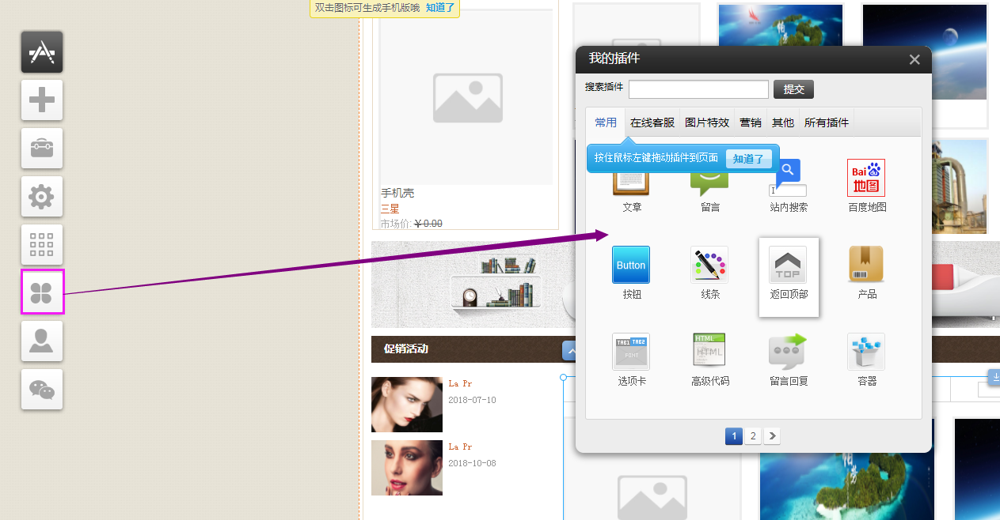 双击图标可生成手机版哦 知道了
手机壳
三星
市场价: ￥0.00
促销活动
La Pr
2018-07-10
La Pr
2018-10-08
我的插件
搜索插件 提交
常用 在线客服 图片特效 营销 其他 所有插件
按住鼠标左键拖动插件到页面 知道了
Bai
地图
文章 留言 站内搜索 百度地图
Button
TOP
按钮 线条 返回顶部 产品
TAB1 TAB2
FONT
HTML
HTML
选项卡 高级代码 留言回复 容器
1 2